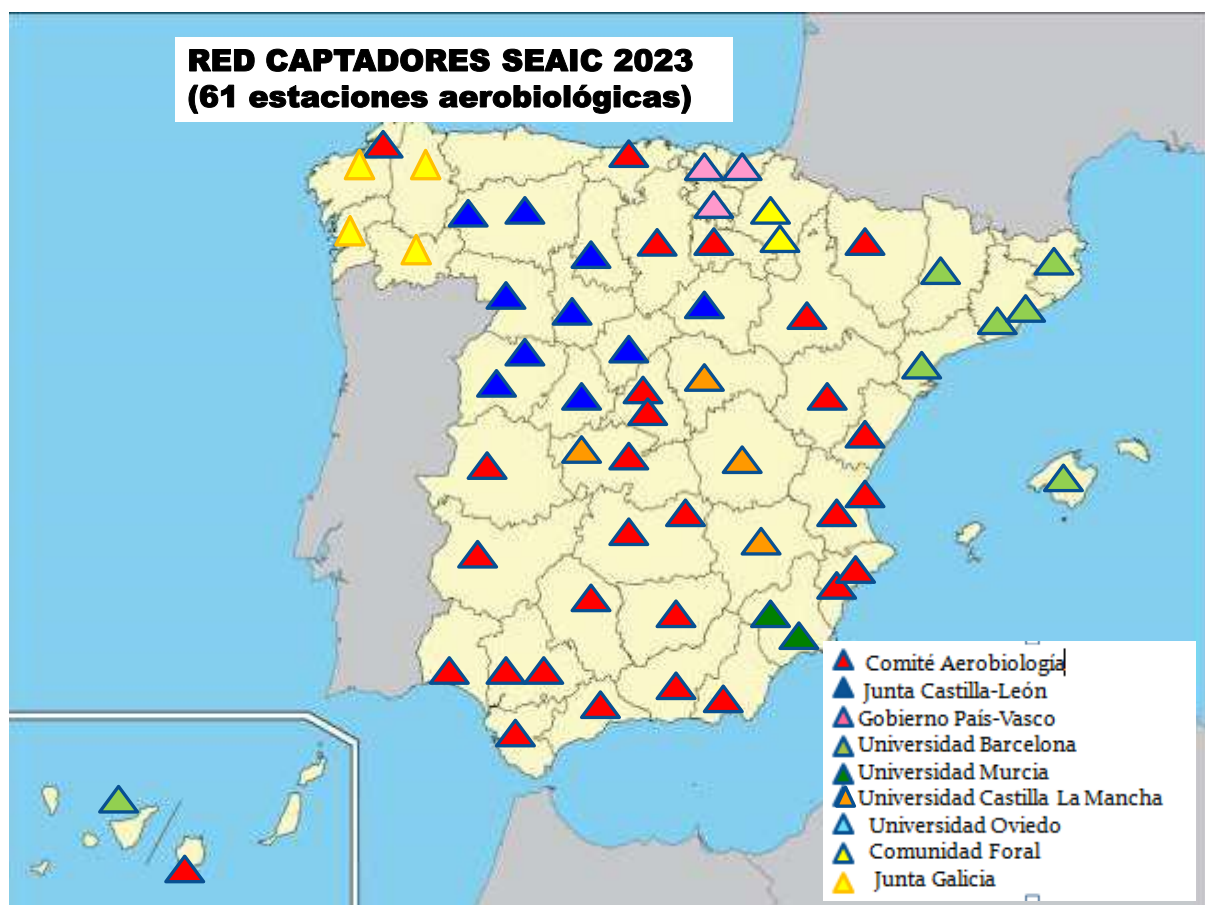 RED CAPTADORES SEAIC 2023
(61 estaciones aerobiológicas)
Comité Aerobiología
Junta Castilla-León
Gobierno País-Vasco
Universidad Barcelona
Universidad Murcia
Universidad Castilla La Mancha
Universidad Oviedo
Comunidad Foral
Junta Galicia